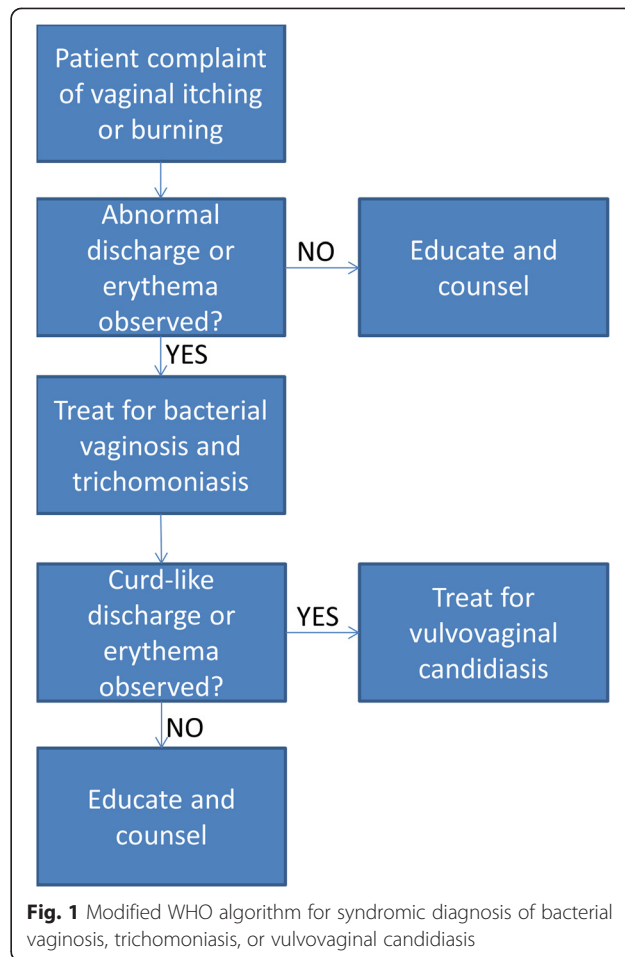 Patient complaint
of vaginal itching
or burning
Abnormal
discharge or
erythema
observed?
NO
Educate and
counsel
YES
Treat for bacterial
vaginosis and
trichomoniasis
Curd-like
discharge or
erythema
observed?
YES
Treat for
vulvovaginal
candidiasis
NO
Educate and
counsel
Fig. 1 Modified WHO algorithm for syndromic diagnosis of bacterial
vaginosis, trichomoniasis, or vulvovaginal candidiasis